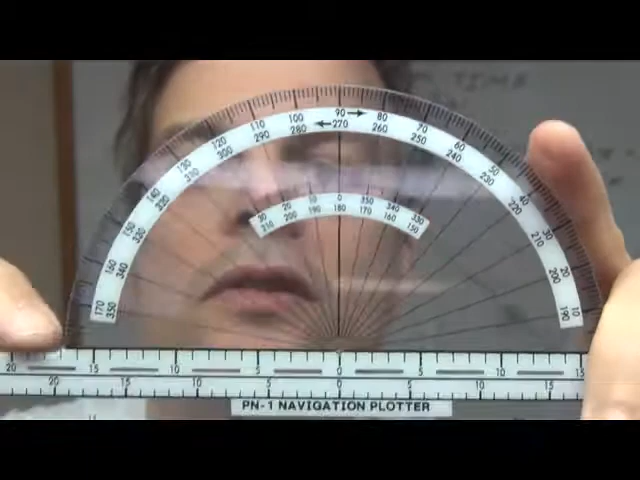 TIME
100 90 80
110 280 270 260 70
120 290 250 60
130 300 240 50
140 310 230 40
150 320 220 30
160 330 210 20
170 340 200 10
350 190
30 20 10 0 350 340 330
210 200 190 180 170 160 150
20 15 10 5 0 5 10 15
20 15 10 5 0 5 10 15
PN-1 NAVIGATION PLOTTER